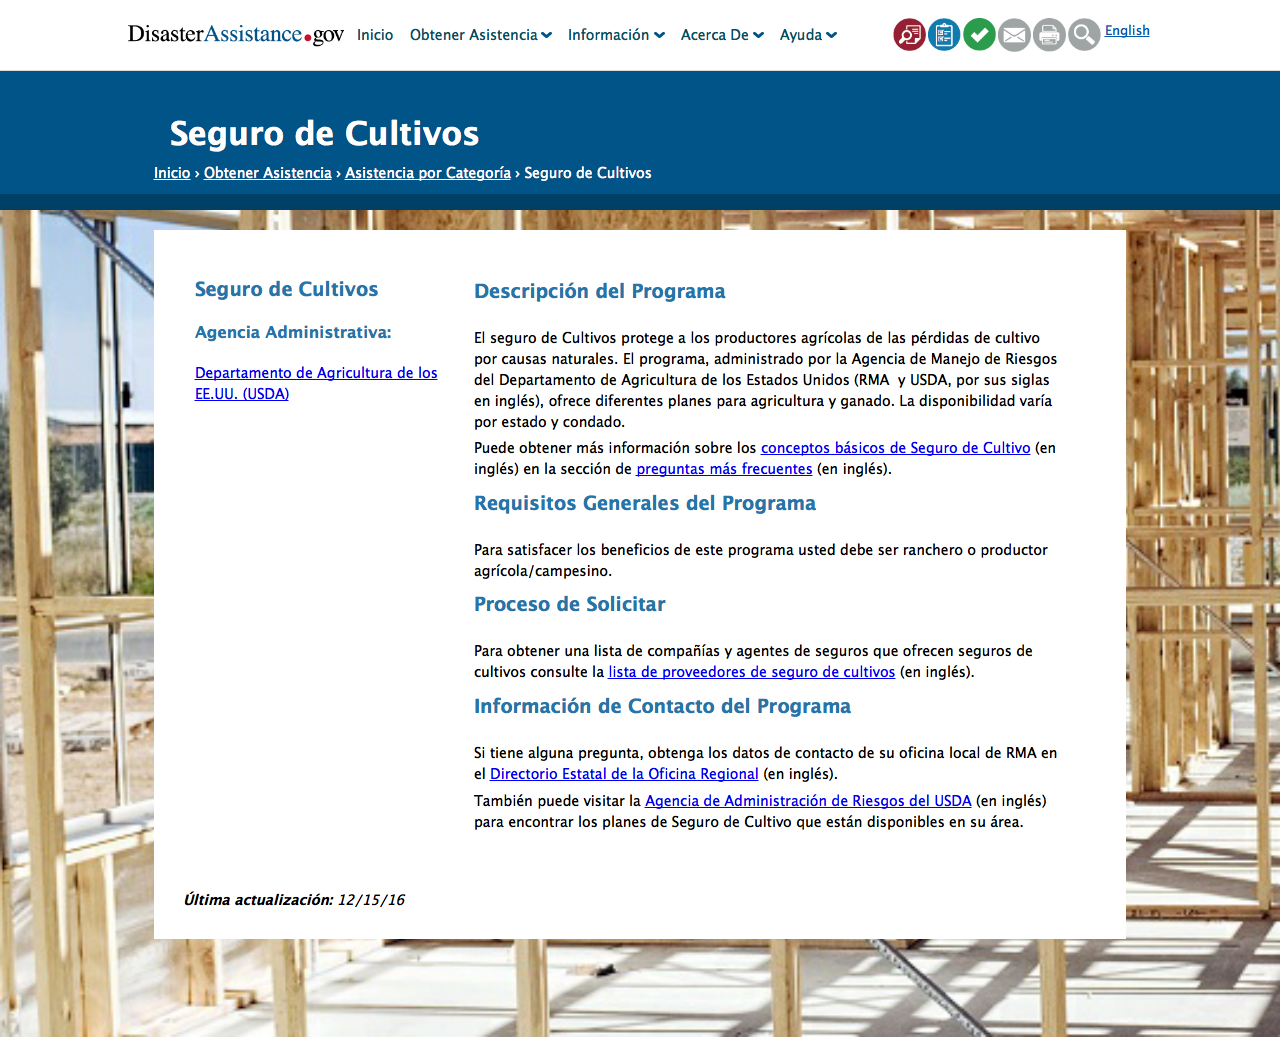 DisasterAssistance.gov Inicio Obtener Asistencia Información Acerca De Ayuda English
Seguro de Cultivos
Inicio › Obtener Asistencia › Asistencia por Categoría › Seguro de Cultivos
Seguro de Cultivos
Agencia Administrativa:
Departamento de Agricultura de los
EE.UU. (USDA)
Descripción del Programa
El seguro de Cultivos protege a los productores agrícolas de las pérdidas de cultivo
por causas naturales. El programa, administrado por la Agencia de Manejo de Riesgos
del Departamento de Agricultura de los Estados Unidos (RMA  y USDA, por sus siglas
en inglés), ofrece diferentes planes para agricultura y ganado. La disponibilidad varía
por estado y condado.
Puede obtener más información sobre los conceptos básicos de Seguro de Cultivo (en
inglés) en la sección de preguntas más frecuentes (en inglés).
Requisitos Generales del Programa
Para satisfacer los beneficios de este programa usted debe ser ranchero o productor
agrícola/campesino.
Proceso de Solicitar
Para obtener una lista de compañías y agentes de seguros que ofrecen seguros de
cultivos consulte la lista de proveedores de seguro de cultivos (en inglés).
Información de Contacto del Programa
Si tiene alguna pregunta, obtenga los datos de contacto de su oficina local de RMA en
el Directorio Estatal de la Oficina Regional (en inglés).
También puede visitar la Agencia de Administración de Riesgos del USDA (en inglés)
para encontrar los planes de Seguro de Cultivo que están disponibles en su área.
Última actualización: 12/15/16